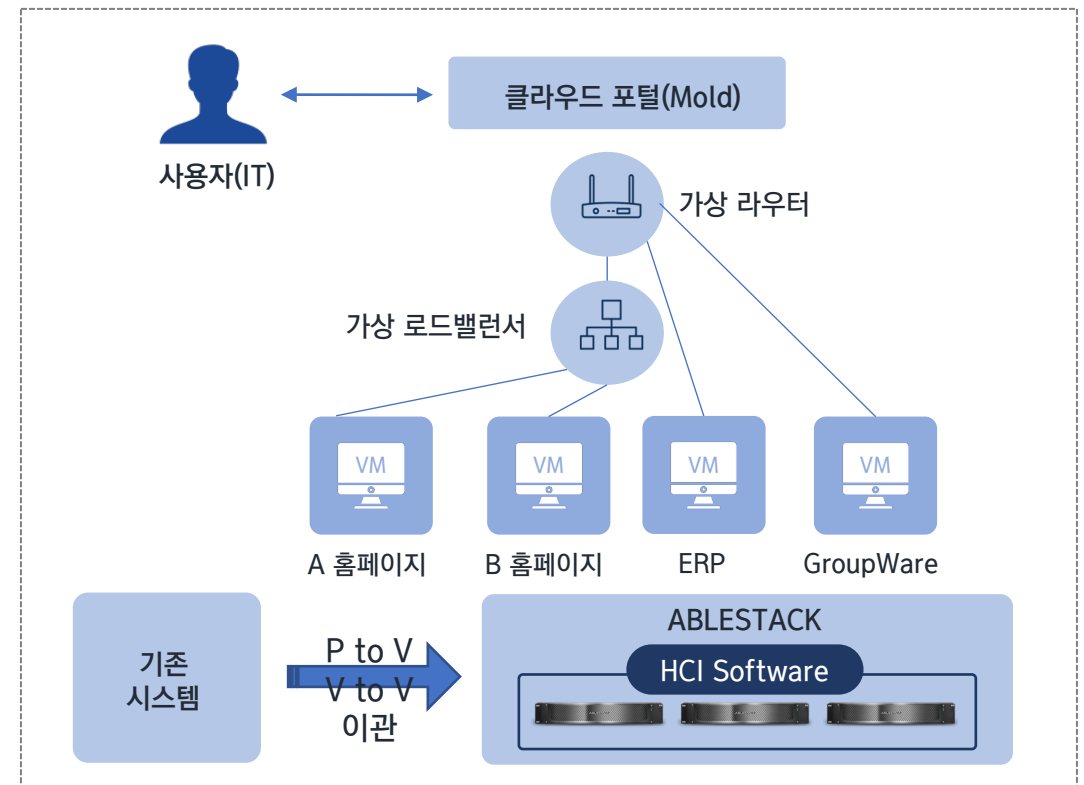 클라우드 포털(Mold)
사용자(IT)
가상 라우터
가상 로드밸런서
VM
VM
VM
VM
A 홈페이지
B 홈페이지
ERP
GroupWare
기존
시스템
P to V
V to V
이관
ABLESTACK
HCI Software